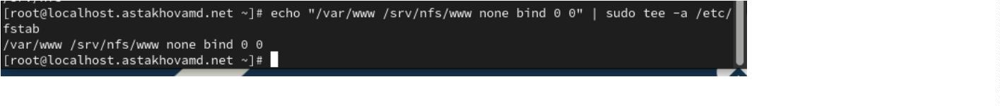 [root@localhost.astakhovamd.net ~]# echo "/var/www /srv/nfs/www none bind 0 0" | sudo tee -a /etc/
fstab
/var/www /srv/nfs/www none bind 0 0
[root@localhost.astakhovamd.net ~]#